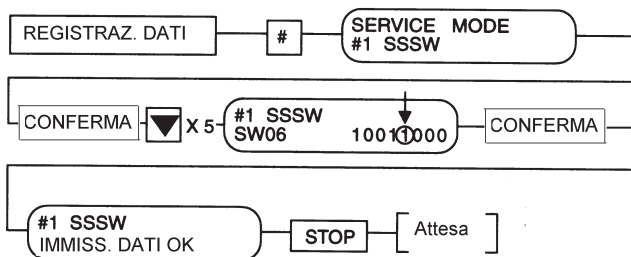 REGISTRAZ. DATI
#
SERVICE MODE
#1 SSSW
CONFERMA
X 5
#1 SSSW
SW06 10011000
CONFERMA
#1 SSSW
IMMISS. DATI OK
STOP
Attesa